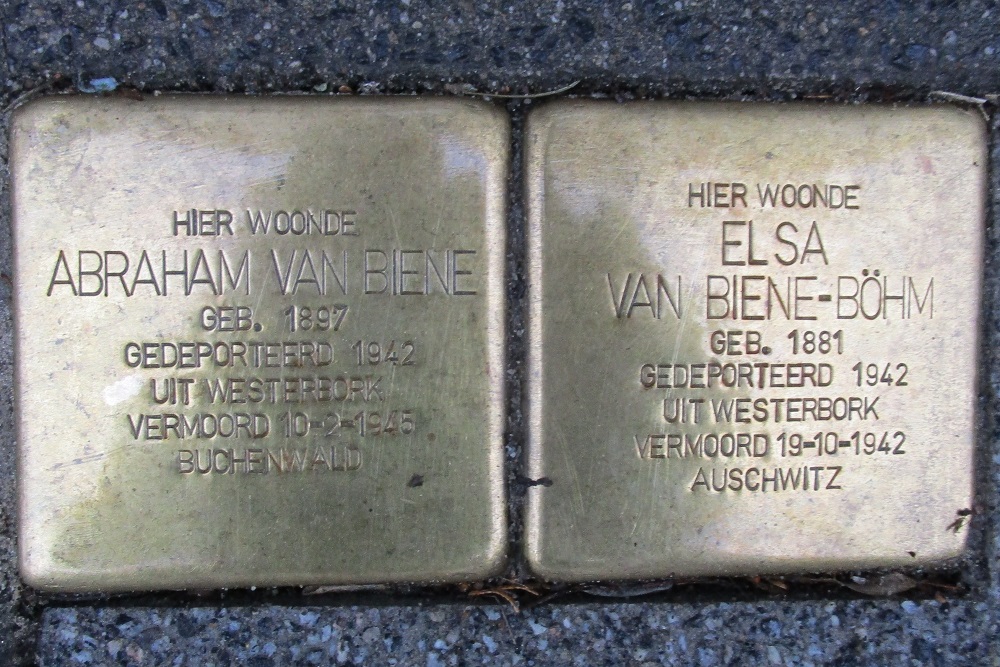 HIER WOONDE
ABRAHAM VAN BIENE
GEB. 1897
GEDEPORTEERD 1942
UIT WESTERBORK
VERMOORD 10-2-1945
BUCHENWALD
HIER WOONDE
ELSA
VAN BIENE-BÖHM
GEB. 1881
GEDEPORTEERD 1942
UIT WESTERBORK
VERMOORD 19-10-1942
AUSCHWITZ